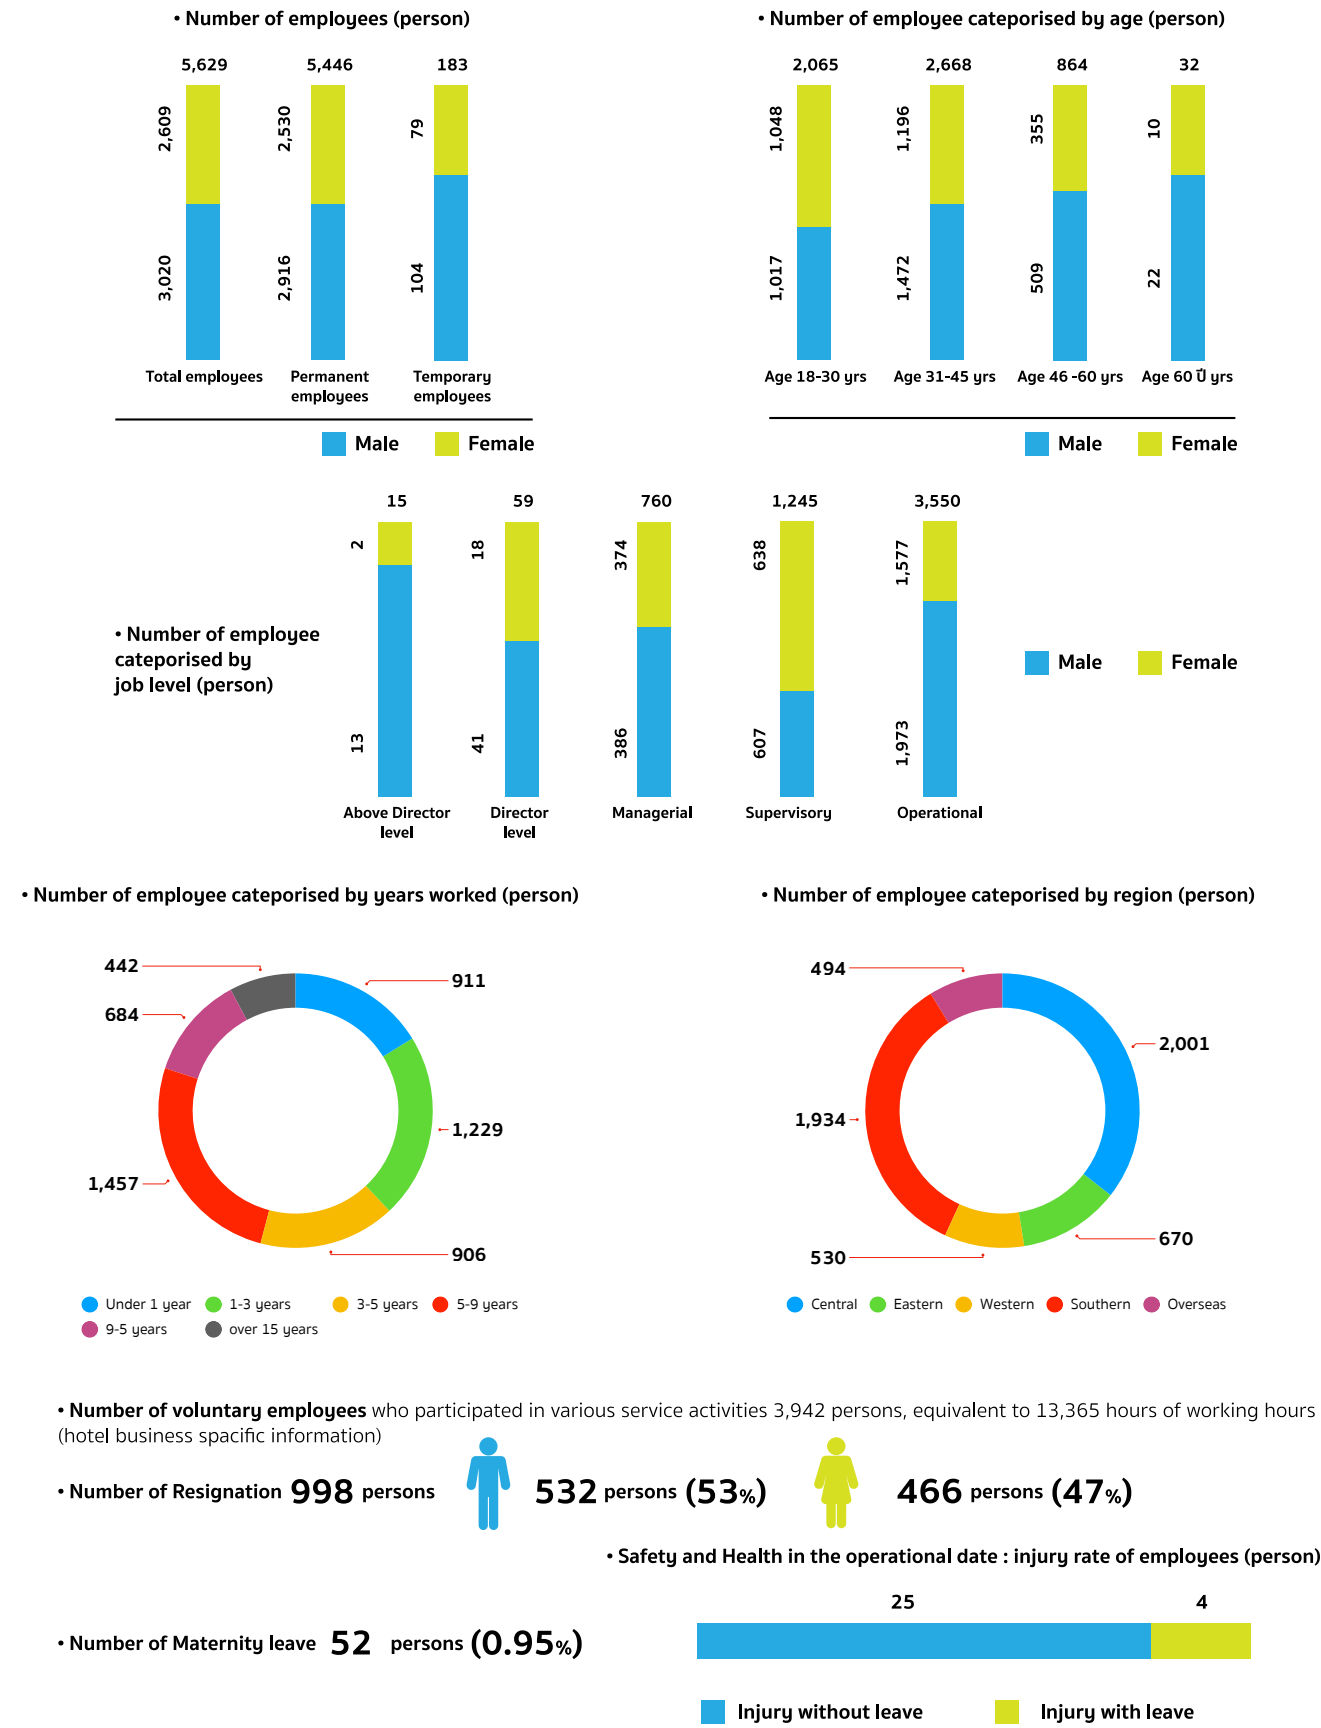 • Number of employees (person)
5,629 5,446 183
2,609 2,530 79
3,020 2,916 104
Total employees
Permanent
employees
Temporary
employees
Male Female
• Number of employee cateporised by age (person)
2,065 2,668 864 32
1,048 1,196 355 10
1,017 1,472 509 22
Age 18-30 yrs Age 31-45 yrs Age 46 -60 yrs Age 60 ปี yrs
Male Female
• Number of employee
cateporised by
job level (person)
15 59 760 1,245 3,550
2 18 374 638 1,577
13 41 386 607 1,973
Above Director
level
Director
level
Managerial
Supervisory
Operational
Male Female
• Number of employee cateporised by years worked (person)
442
911
684
1,229
1,457
906
Under 1 year 1-3 years 3-5 years 5-9 years
9-5 years over 15 years
• Number of employee cateporised by region (person)
494
2,001
1,934
670
530
Central Eastern Western Southern Overseas
• Number of voluntary employees who participated in various service activities 3,942 persons, equivalent to 13,365 hours of working hours
(hotel business spacific information)
• Number of Resignation 998 persons 532 persons (53%) 466 persons (47%)
• Safety and Health in the operational date : injury rate of employees (person)
25 4
• Number of Maternity leave 52 persons (0.95%)
Injury without leave Injury with leave